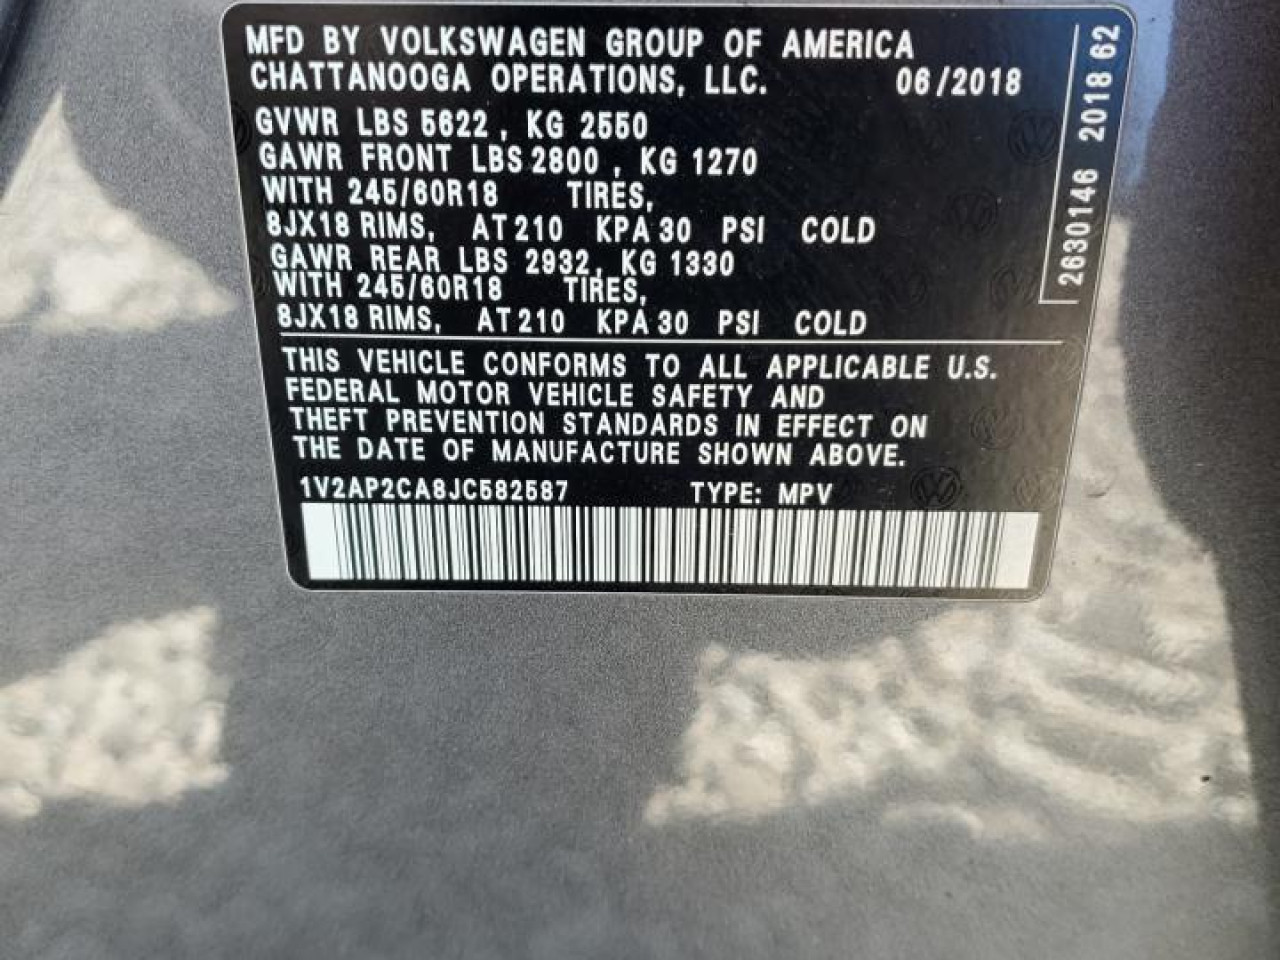 MFD BY VOLKSWAGEN GROUP OF AMERICA
CHATTANOOGA OPERATIONS, LLC. 06/2018
GVWR LBS 5622, KG 2550
GAWR FRONT LBS 2800, KG 1270
WITH 245/60R18 TIRES,
8JX18 RIMS, AT 210 KPA 30 PSI COLD
GAWR REAR LBS 2932, KG 1330
WITH 245/60R18 TIRES,
8JX18 RIMS, AT 210 KPA 30 PSI COLD
THIS VEHICLE CONFORMS TO ALL APPLICABLE U.S.
FEDERAL MOTOR VEHICLE SAFETY AND
THEFT PREVENTION STANDARDS IN EFFECT ON
THE DATE OF MANUFACTURE SHOWN ABOVE.
1V2AP2CA8JC582587 TYPE: MPV
2630146 2018 62